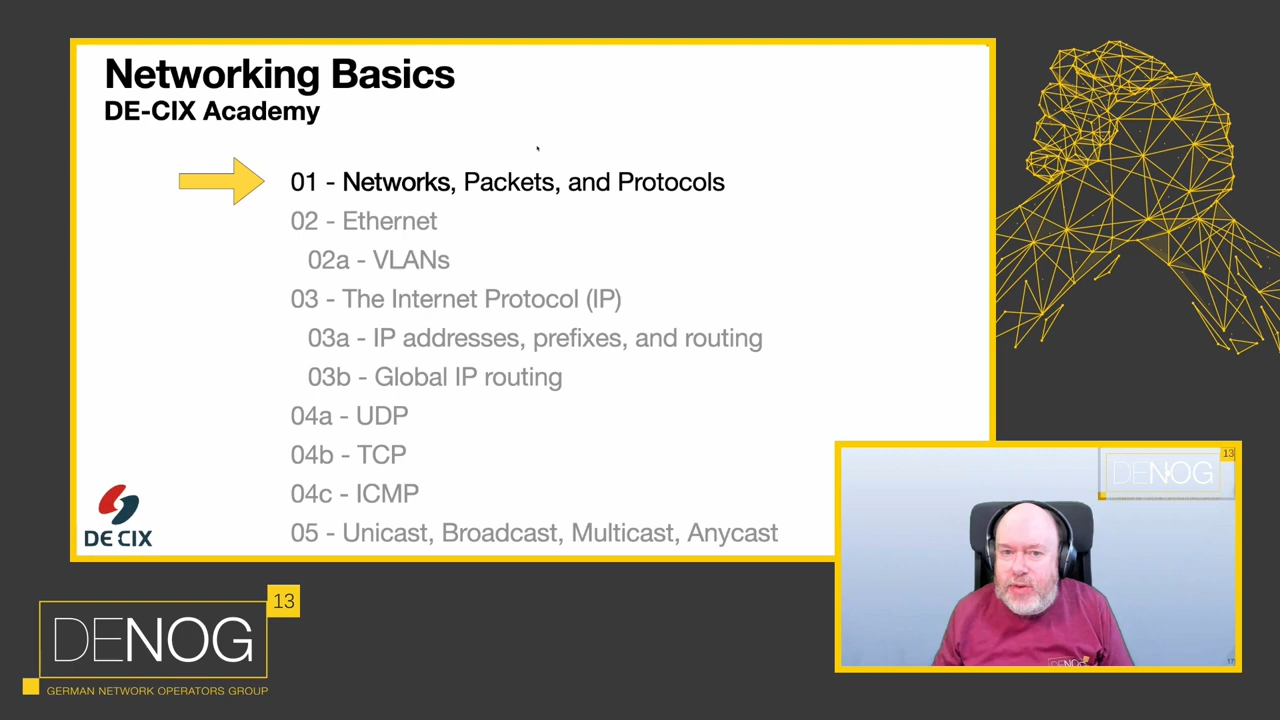 Networking Basics
DE-CIX Academy
01 - Networks, Packets, and Protocols
02 - Ethernet
02a - VLANs
03 - The Internet Protocol (IP)
03a - IP addresses, prefixes, and routing
03b - Global IP routing
04a - UDP
04b - TCP
04c - ICMP
05 - Unicast, Broadcast, Multicast, Anycast
DE CIX
13
DENOG
DENOG
13
DENOG
GERMAN NETWORK OPERATORS GROUP